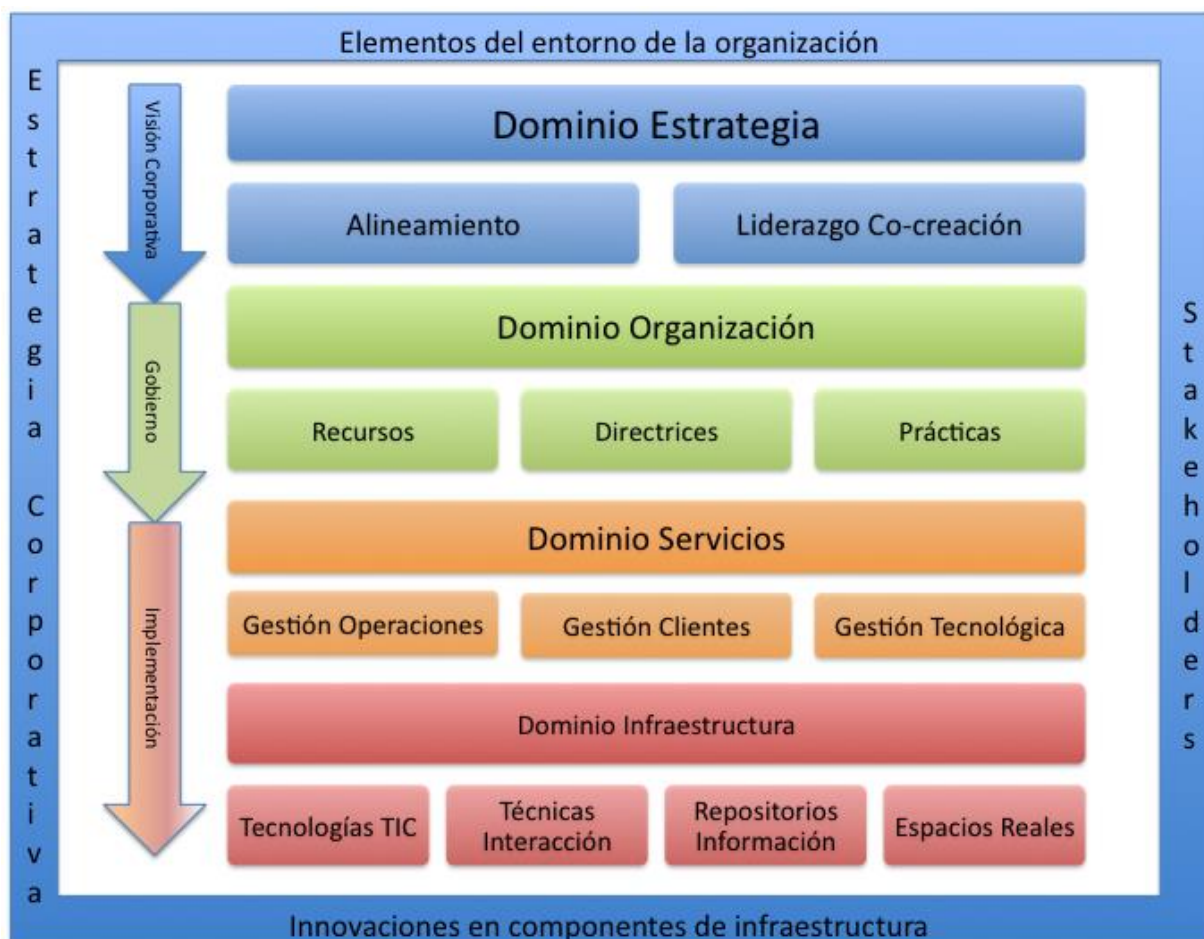 Elementos del entorno de la organización
Estrategia Corporativa
Visión Corporativa
Dominio Estrategia
Alineamiento
Liderazgo Co-creación
Gobierno
Dominio Organización
Recursos
Directrices
Prácticas
Implementación
Dominio Servicios
Gestión Operaciones
Gestión Clientes
Gestión Tecnológica
Dominio Infraestructura
Tecnologías TIC
Técnicas
Interacción
Repositorios
Información
Espacios Reales
Stakeholders
Innovaciones en componentes de infraestructura